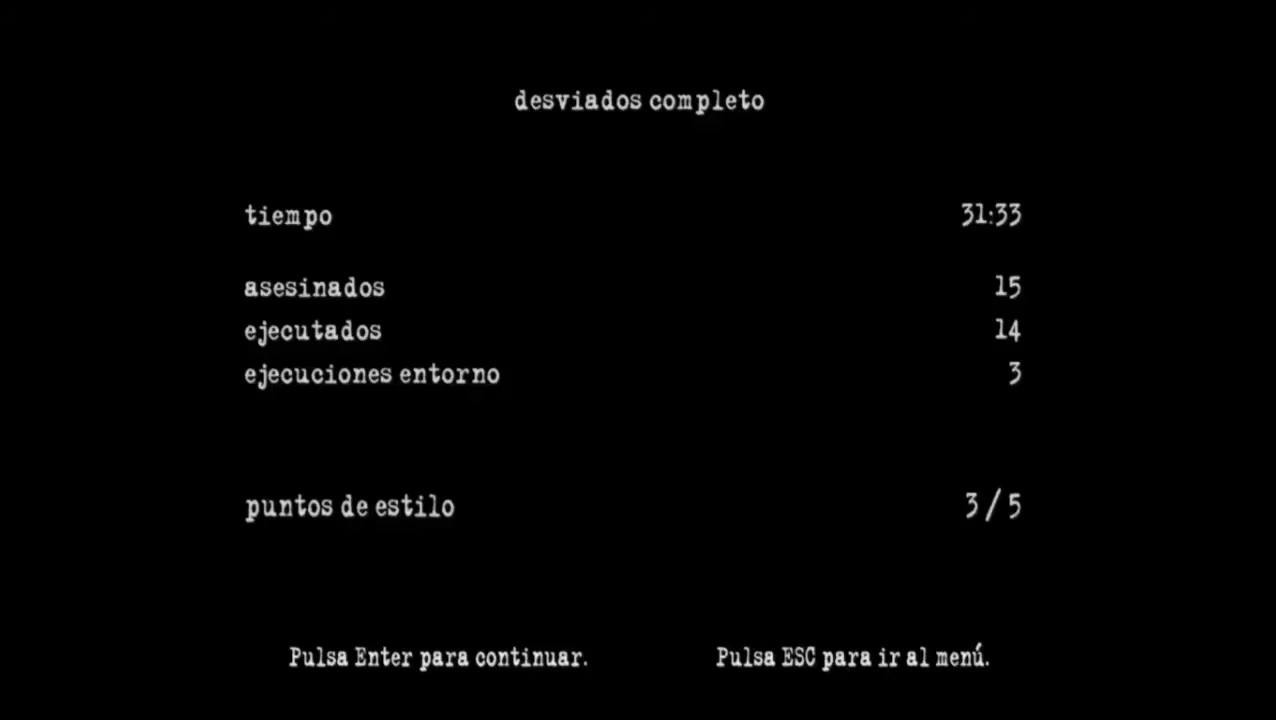 desviados completo
tiempo 31:33
asesinados 15
ejecutados 14
ejecuciones entorno 3
puntos de estilo 3/5
Pulsa Enter para continuar. Pulsa ESC para ir al menú.